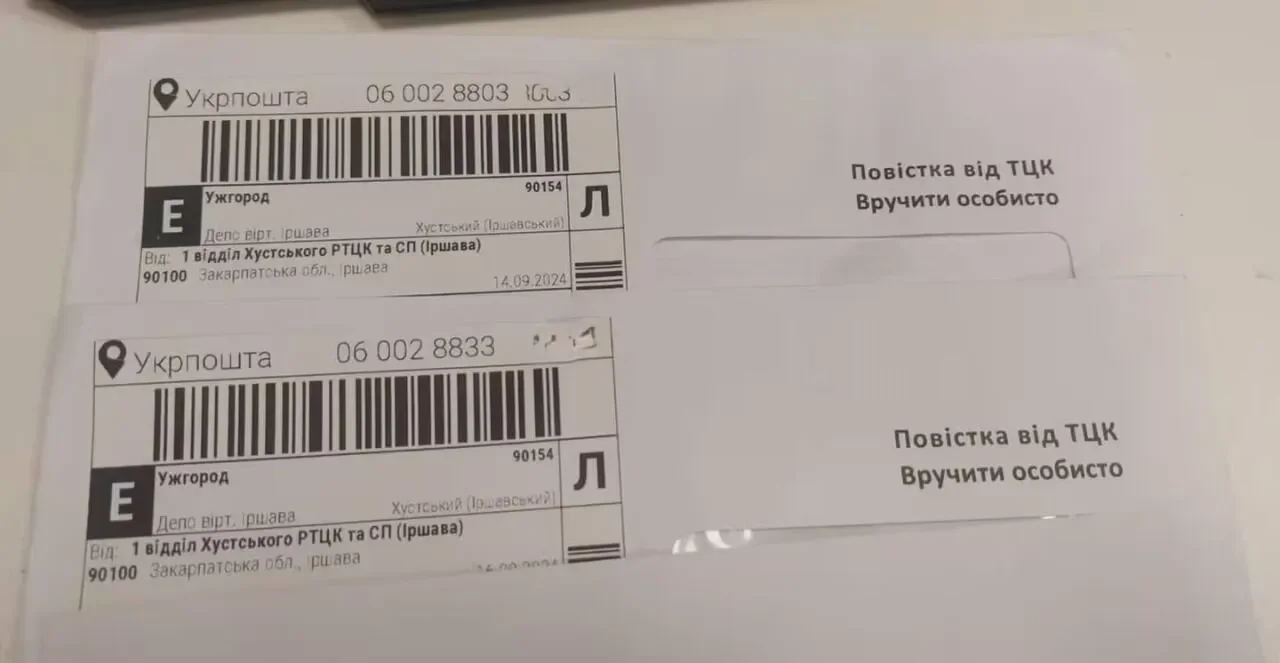 Укрпошта 06 002 8803
Ужгород 90154
Е Л
Депо вірт. Іршава Хустський (Іршавський)
Від: 1 відділ Хустського РТЦК та СП (Іршава)
90100 Закарпатська обл., Іршава
14.09.2024
Повістка від ТЦК
Вручити особисто
Укрпошта 06 002 8833
Ужгород 90154
Е Л
Депо вірт. Іршава Хустський (Іршавський)
Від: 1 відділ Хустського РТЦК та СП (Іршава)
90100 Закарпатська обл., Іршава
Повістка від ТЦК
Вручити особисто